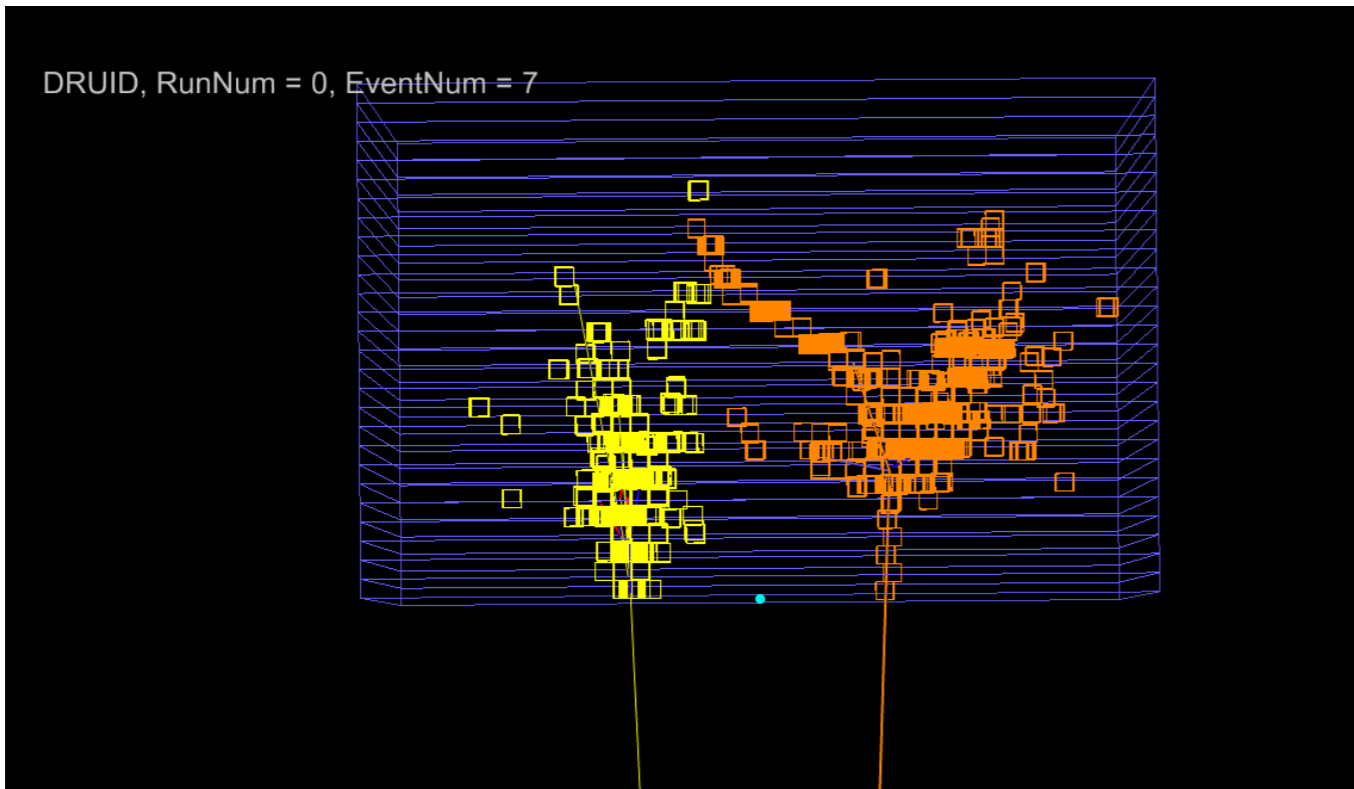 DRUID, RunNum = 0, EventNum = 7